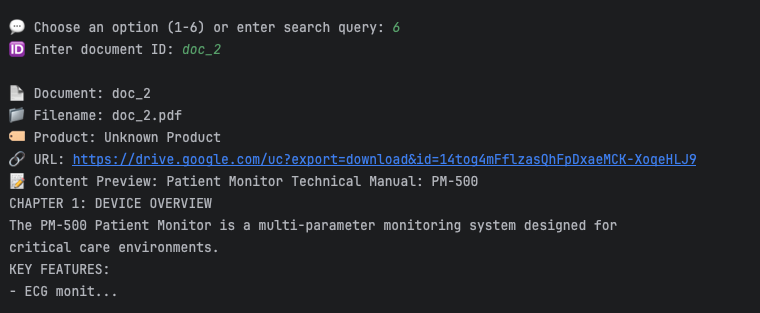 💬 Choose an option (1-6) or enter search query: 6
🆔 Enter document ID: doc_2
📄 Document: doc_2
📁 Filename: doc_2.pdf
🏷️ Product: Unknown Product
🔗 URL: https://drive.google.com/uc?export=download&id=14tog4mFflzasQhFpDxaeMCK-XoqeHLJ9
📝 Content Preview: Patient Monitor Technical Manual: PM-500
CHAPTER 1: DEVICE OVERVIEW
The PM-500 Patient Monitor is a multi-parameter monitoring system designed for
critical care environments.
KEY FEATURES:
- ECG monit...